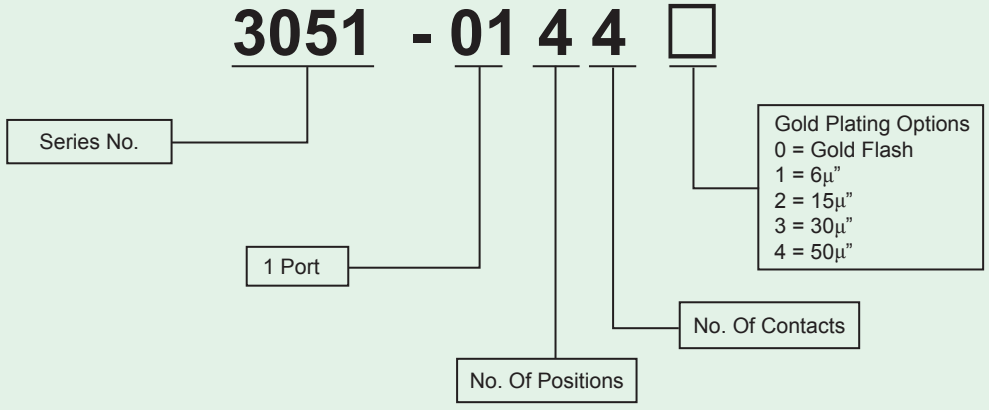 3051 - 01 4 4 □
Series No.
Gold Plating Options
0 = Gold Flash
1 = 6µ”
2 = 15µ”
3 = 30µ”
4 = 50µ”
1 Port
No. Of Contacts
No. Of Positions